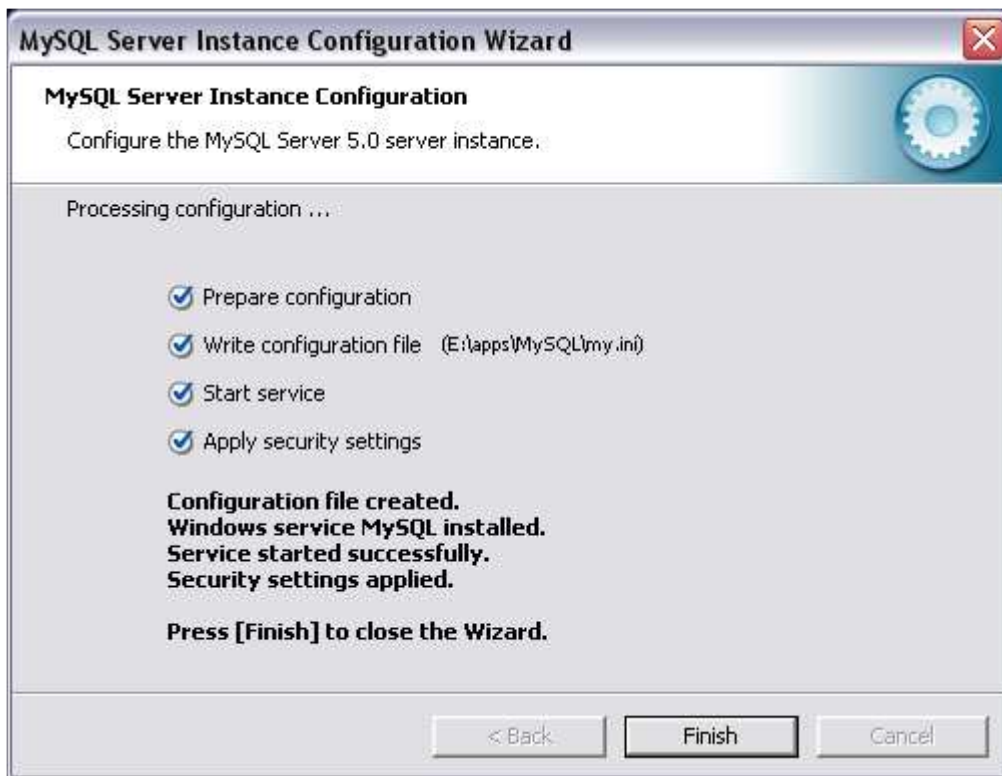 MySQL Server Instance Configuration Wizard
MySQL Server Instance Configuration
Configure the MySQL Server 5.0 server instance.
Processing configuration ...
Prepare configuration
Write configuration file (E:\apps\MySQL\my.ini)
Start service
Apply security settings
Configuration file created.
Windows service MySQL installed.
Service started successfully.
Security settings applied.
Press [Finish] to close the Wizard.
< Back Finish Cancel